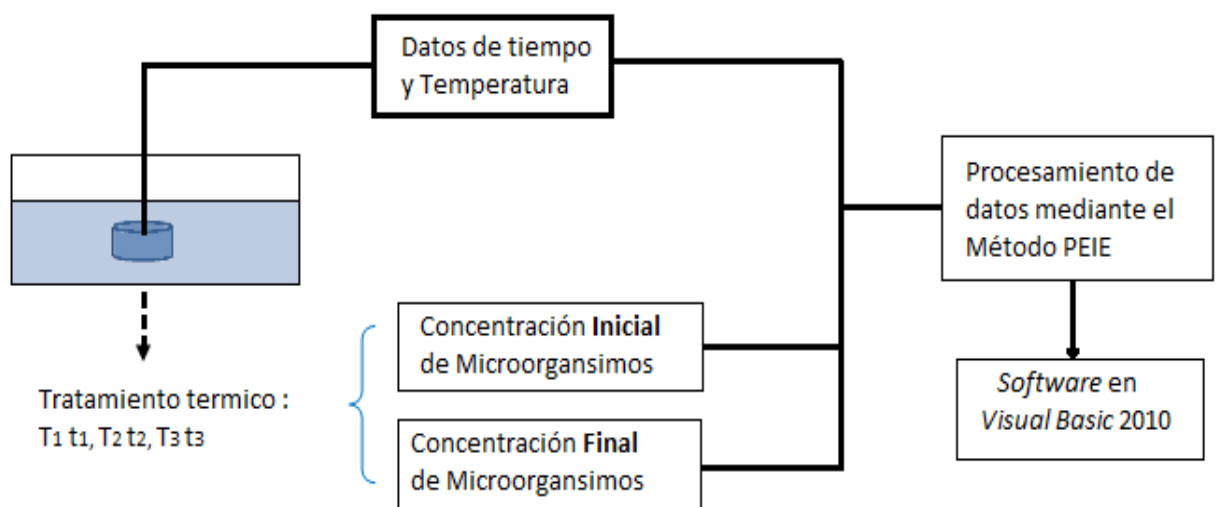 Datos de tiempo
y Temperatura
Procesamiento de
datos mediante el
Método PEIE
Concentración Inicial
de Microorgansimos
Tratamiento termico :
T1 t1, T2 t2, T3 t3
Concentración Final
de Microorgansimos
Software en
Visual Basic 2010